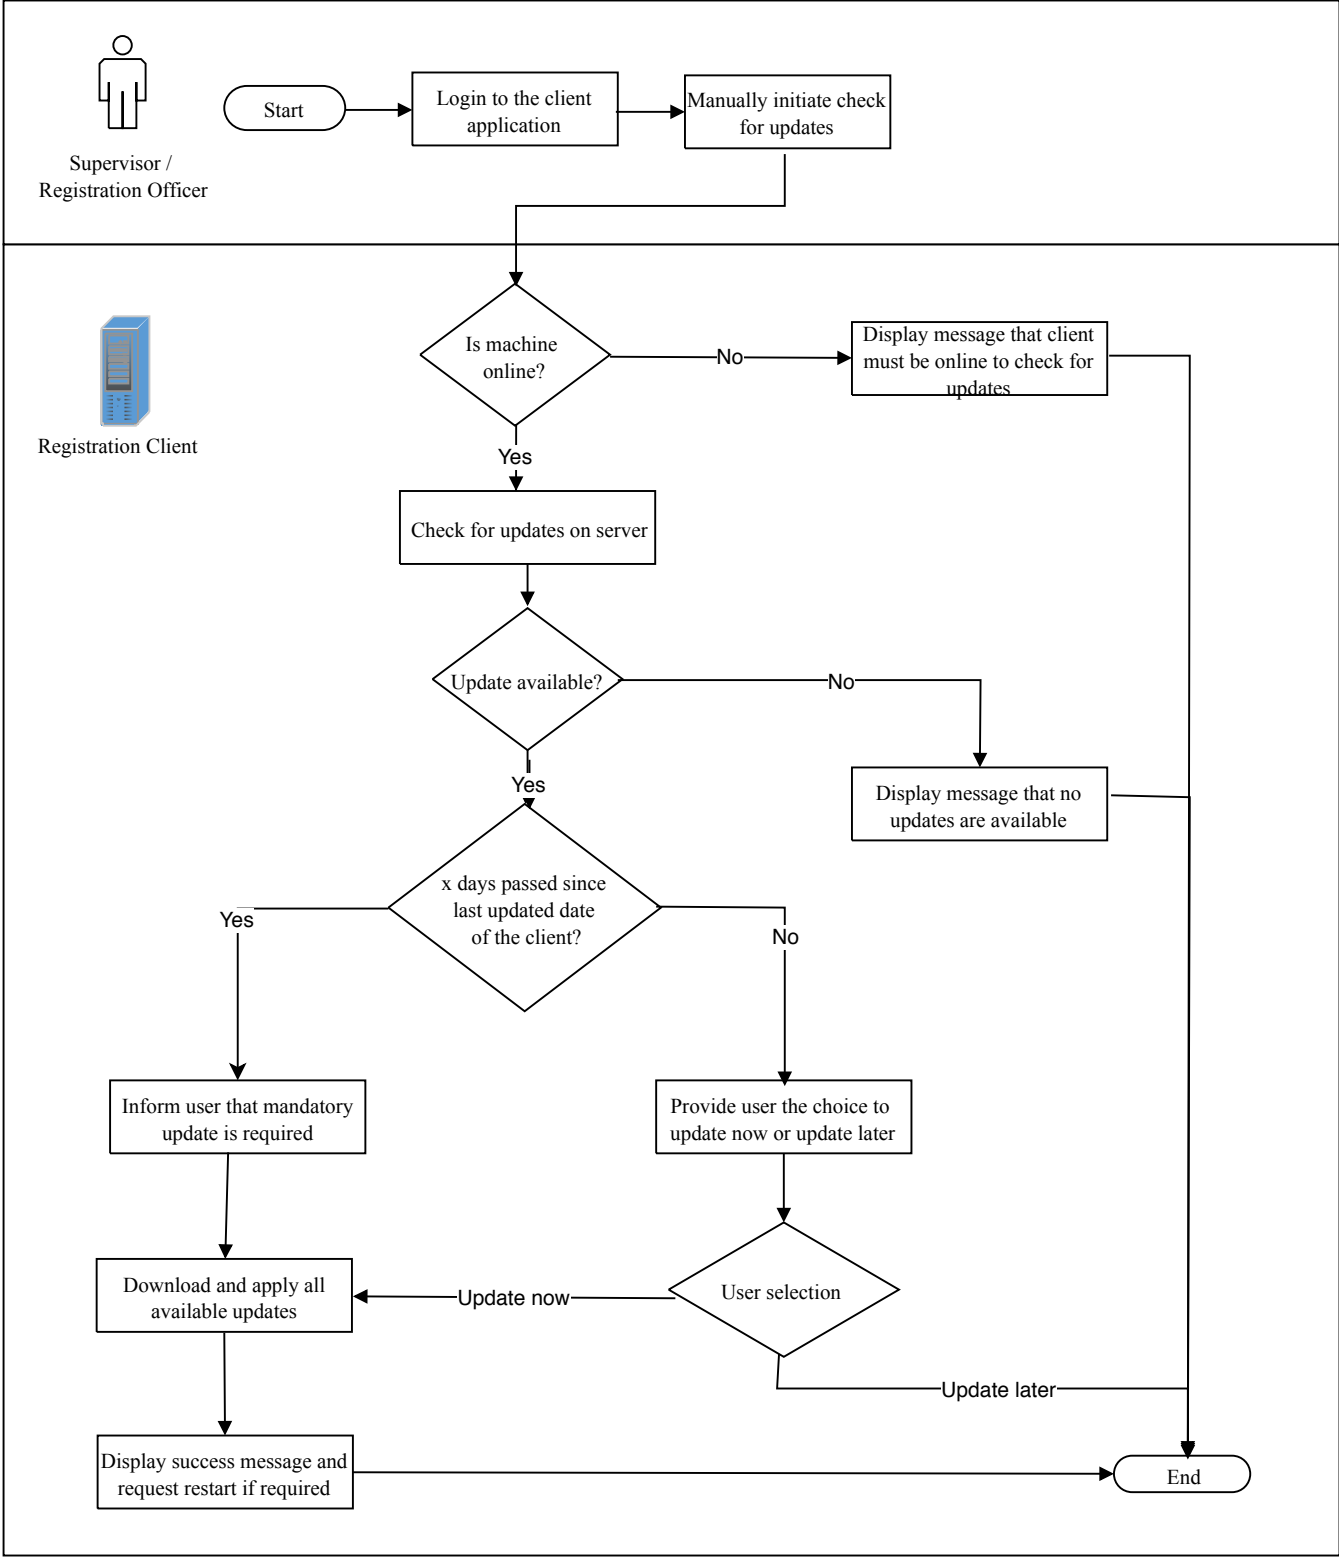 Start
Login to the client
application
Manually initiate check
for updates
Supervisor /
Registration Officer
Is machine
online?
No
Display message that client
must be online to check for
updates
Registration Client
Yes
Check for updates on server
Update available?
No
Yes
Display message that no
updates are available
x days passed since
last updated date
of the client?
Yes
No
Inform user that mandatory
update is required
Provide user the choice to
update now or update later
Download and apply all
available updates
Update now
User selection
Update later
Display success message and
request restart if required
End